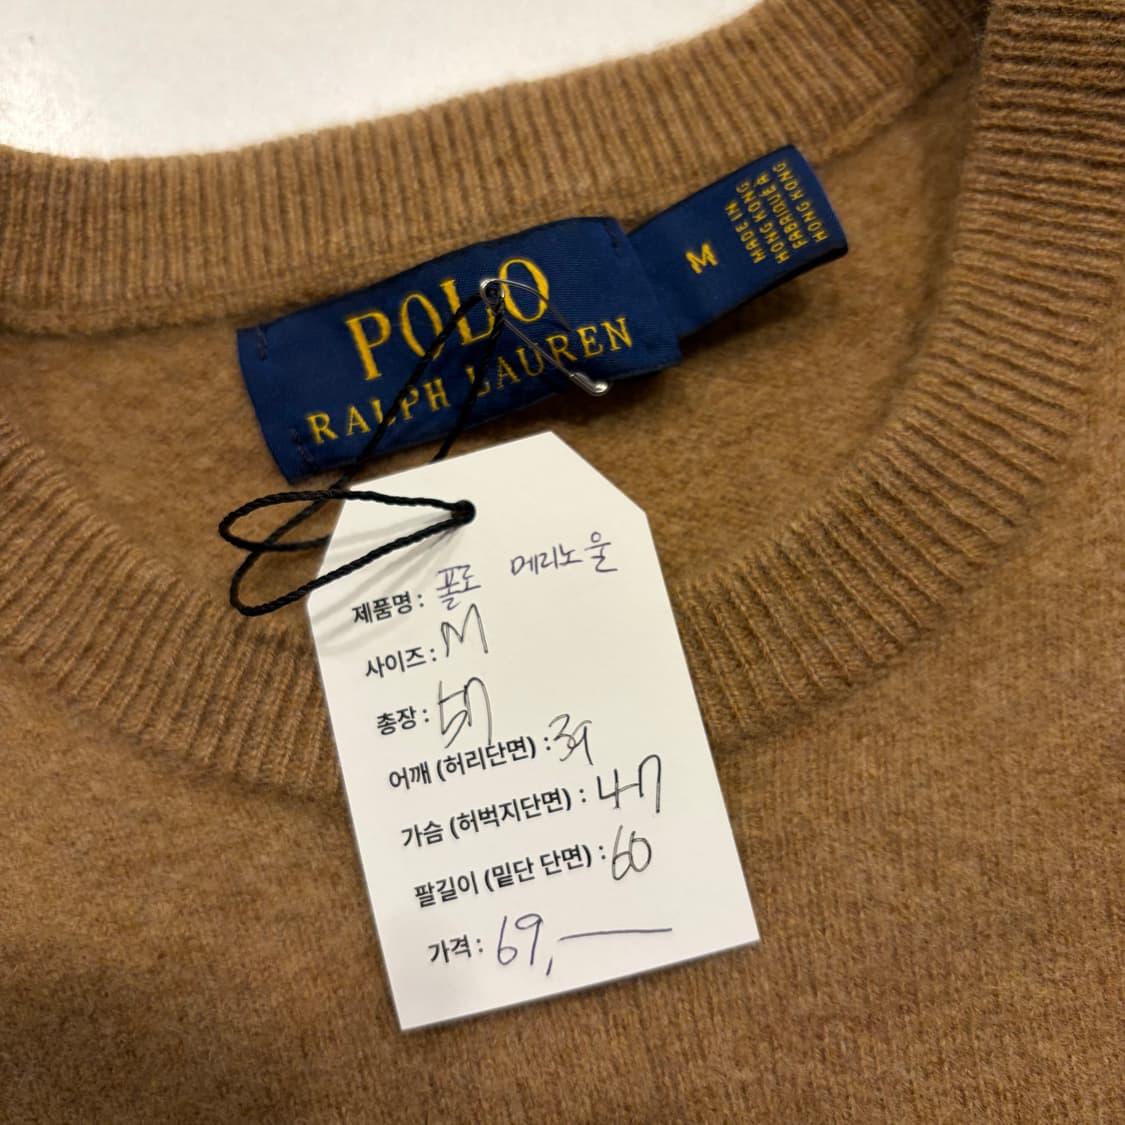 POLO
RALPH LAUREN
M
MADE IN
HONG KONG
FABRIQUÉ À
HONG KONG
제품명 : 폴로 메리노 울
사이즈 : M
총장 : 57
어깨 (허리단면) : 39
가슴 (허벅지단면) : 47
팔길이 (밑단 단면) : 60
가격 : 69,—